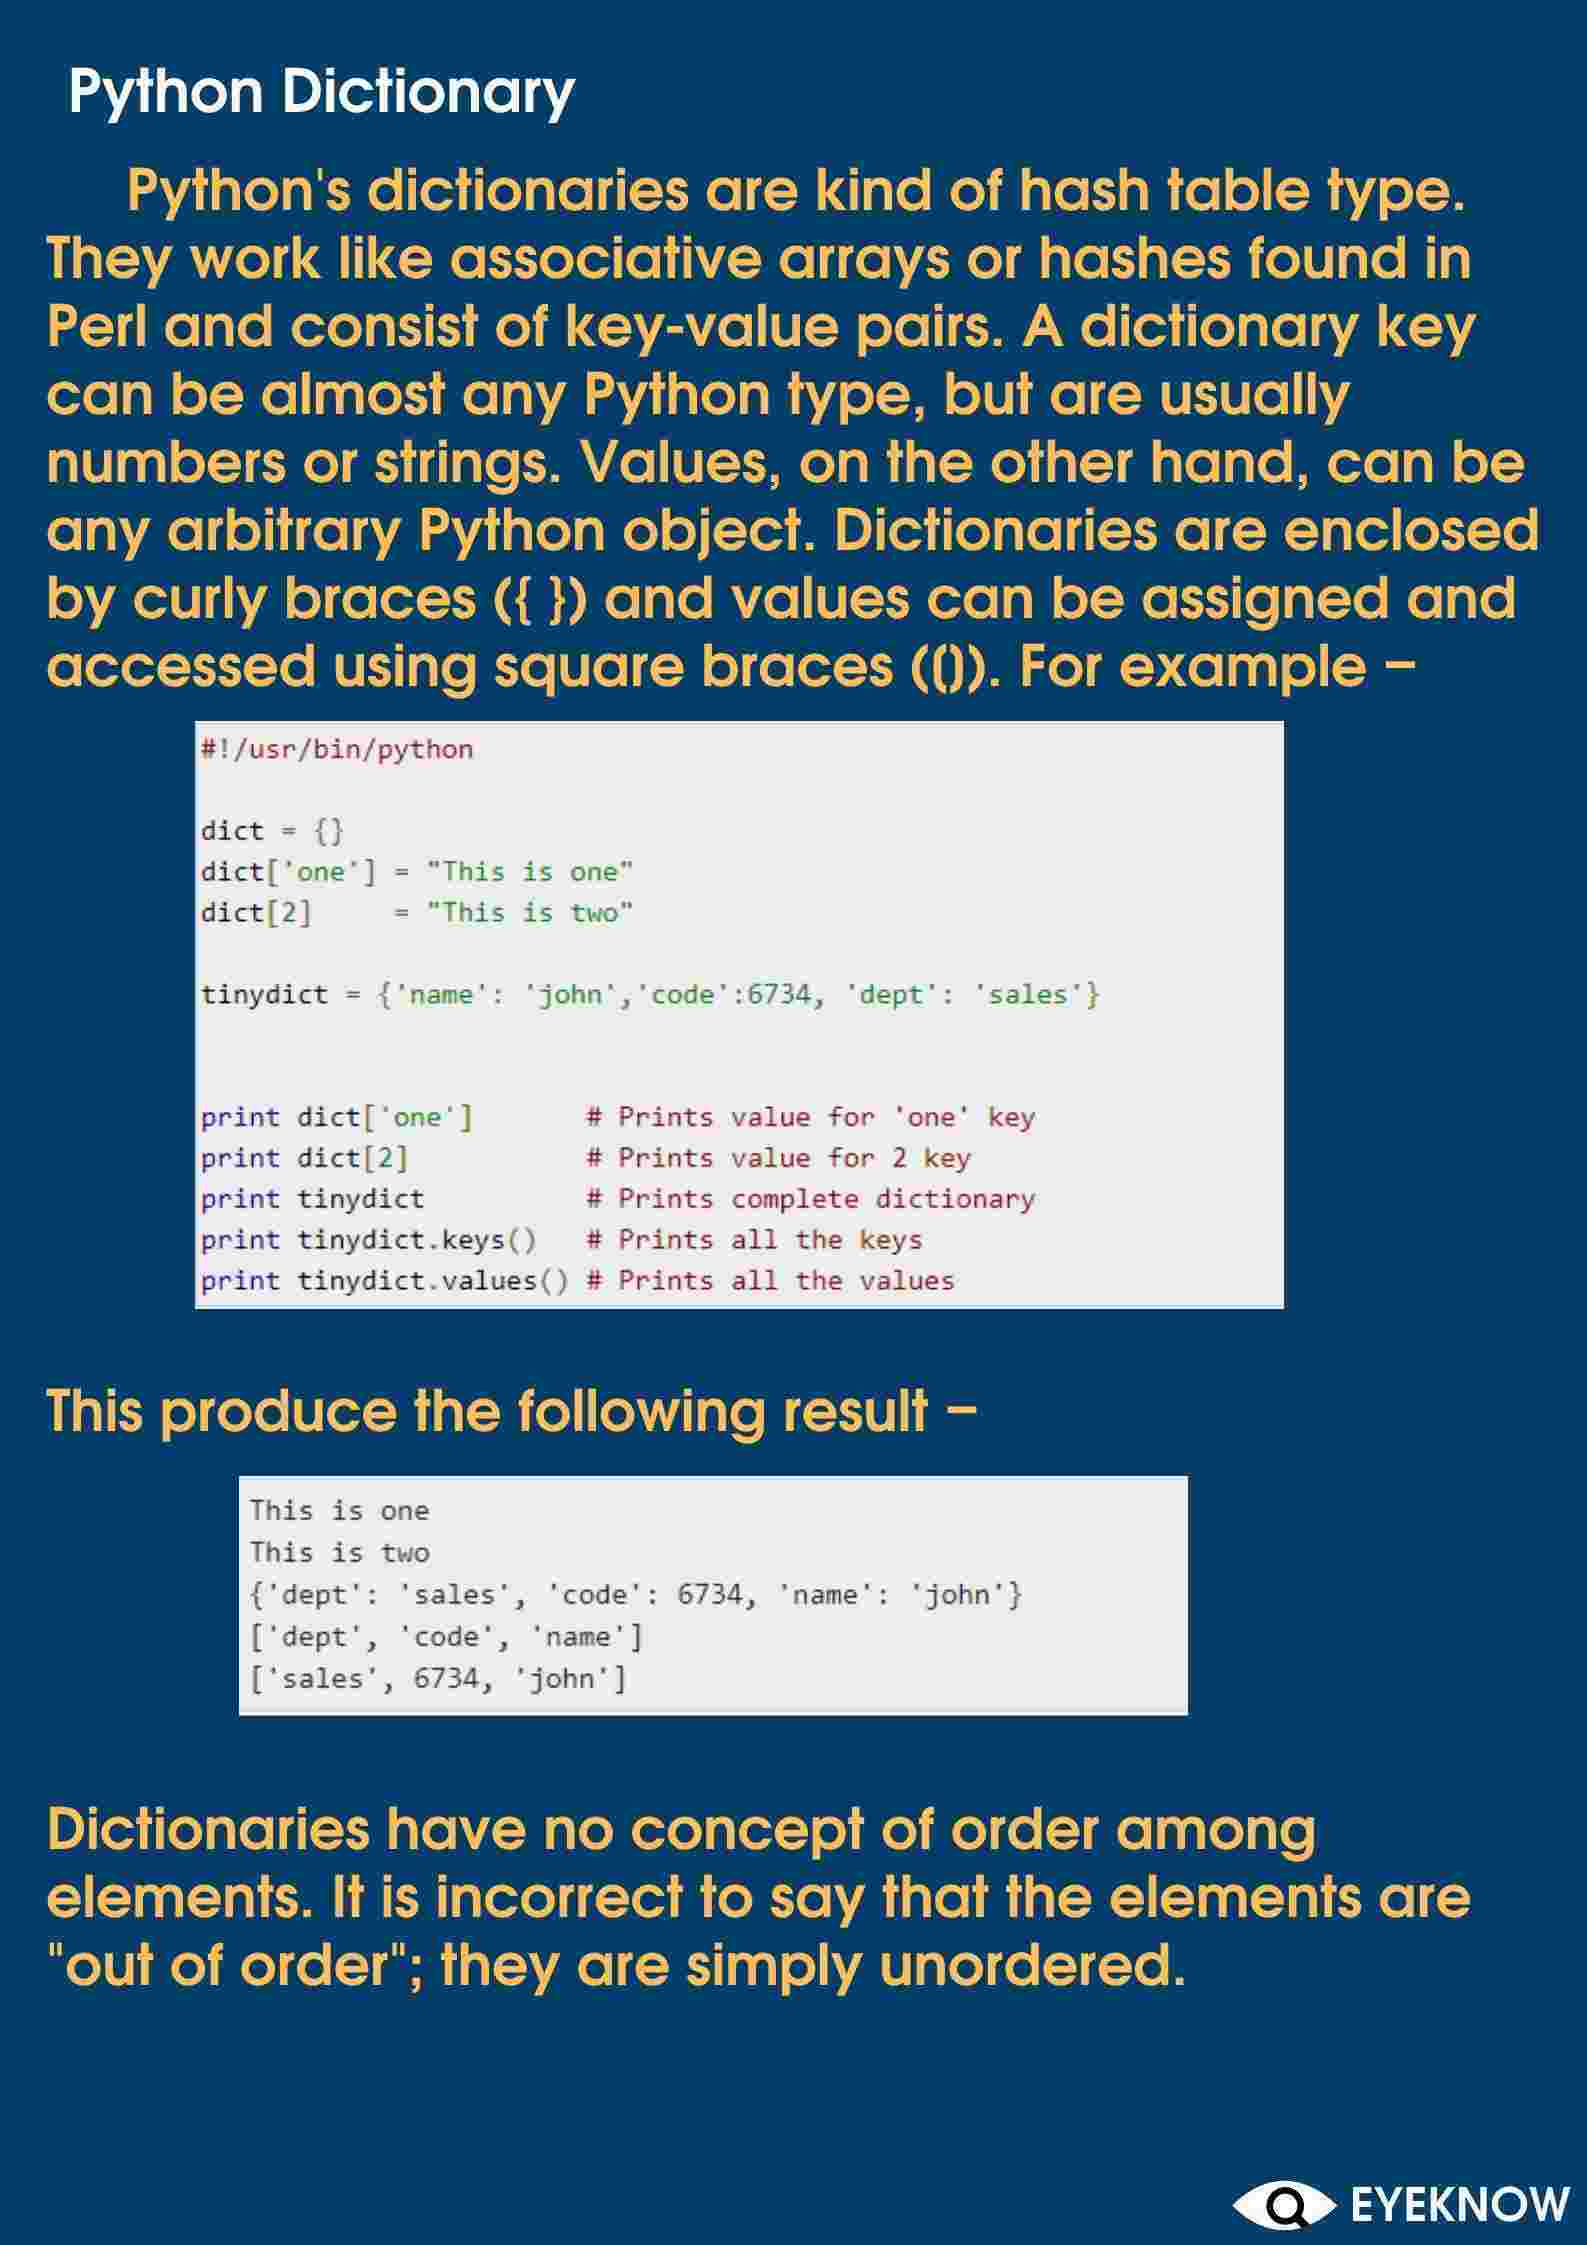 Python Dictionary
Python's dictionaries are kind of hash table type.
They work like associative arrays or hashes found in
Perl and consist of key-value pairs. A dictionary key
can be almost any Python type, but are usually
numbers or strings. Values, on the other hand, can be
any arbitrary Python object. Dictionaries are enclosed
by curly braces ({ }) and values can be assigned and
accessed using square braces ([]). For example –
#!/usr/bin/python
dict = {}
dict['one'] = "This is one"
dict[2]     = "This is two"
tinydict = {'name': 'john','code':6734, 'dept': 'sales'}
print dict['one']       # Prints value for 'one' key
print dict[2]           # Prints value for 2 key
print tinydict          # Prints complete dictionary
print tinydict.keys()   # Prints all the keys
print tinydict.values() # Prints all the values
This produce the following result –
This is one
This is two
{'dept': 'sales', 'code': 6734, 'name': 'john'}
['dept', 'code', 'name']
['sales', 6734, 'john']
Dictionaries have no concept of order among
elements. It is incorrect to say that the elements are
"out of order"; they are simply unordered.
EYEKNOW